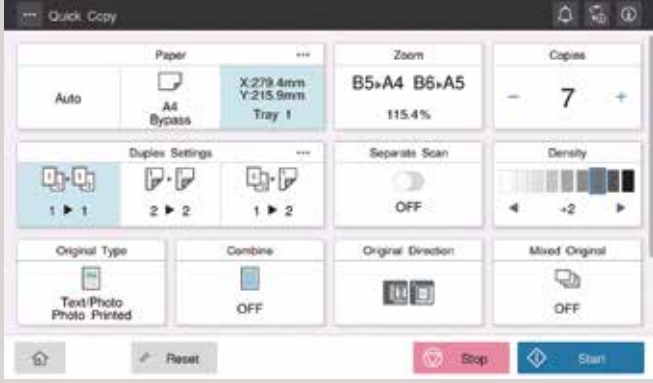 Quick Copy
Paper
Zoom
Copies
Auto
A4
Bypass
X:279.4mm
Y:215.9mm
Tray 1
B5▸A4 B6▸A5
115.4%
- 7 +
Duplex Settings
Separate Scan
Density
1 ▶ 1
2 ▶ 2
1 ▶ 2
OFF
+2
Original Type
Combine
Original Direction
Mixed Original
Text/Photo
Photo Printed
OFF
OFF
Reset
Stop
Start